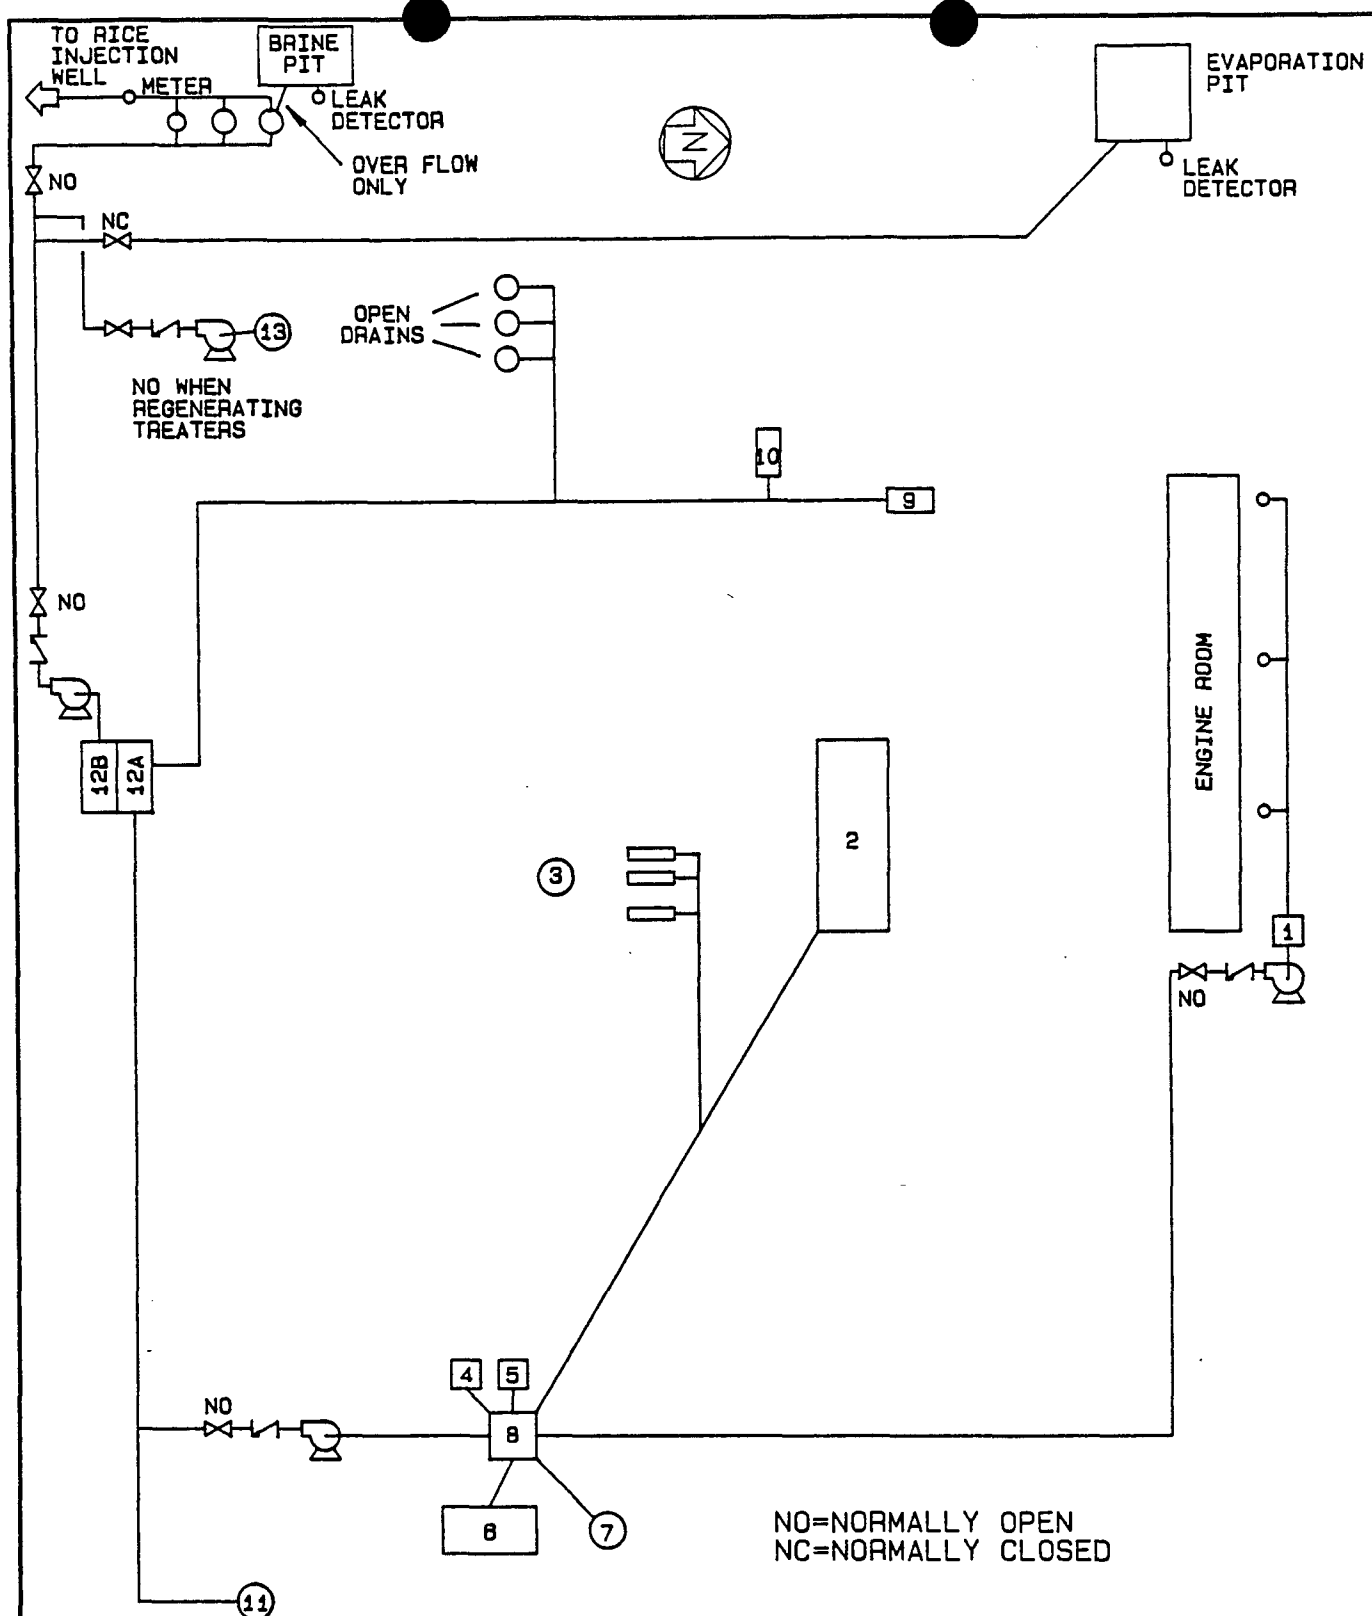 TO RICE
INJECTION
WELL
METER
BRINE
PIT
LEAK
DETECTOR
OVER FLOW
ONLY
N
EVAPORATION
PIT
LEAK
DETECTOR
NO
NC
13
NO WHEN
REGENERATING
TREATERS
OPEN
DRAINS
10
9
NO
12B
12A
3
2
ENGINE ROOM
1
NO
4
5
NO
8
6
7
11
NO=NORMALLY OPEN
NC=NORMALLY CLOSED